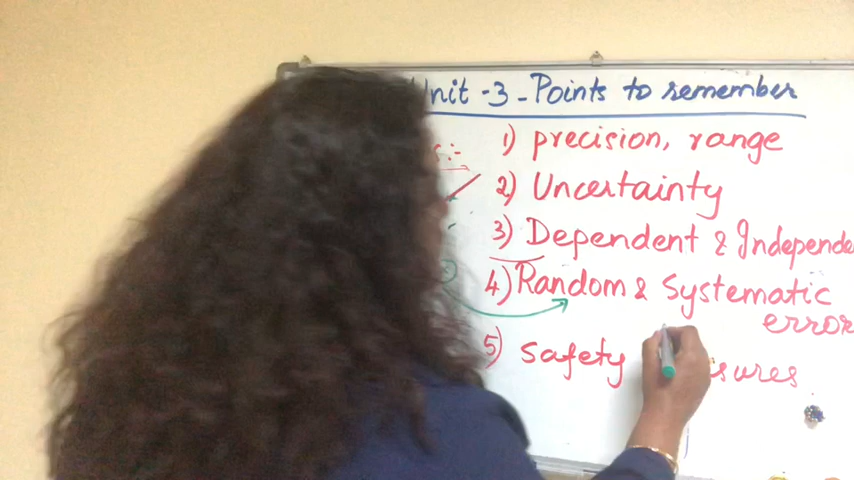 Unit -3 - Points to remember
1) precision, range
2) Uncertainty
3) Dependent & Independe
4) Random & Systematic
error
5) Safety